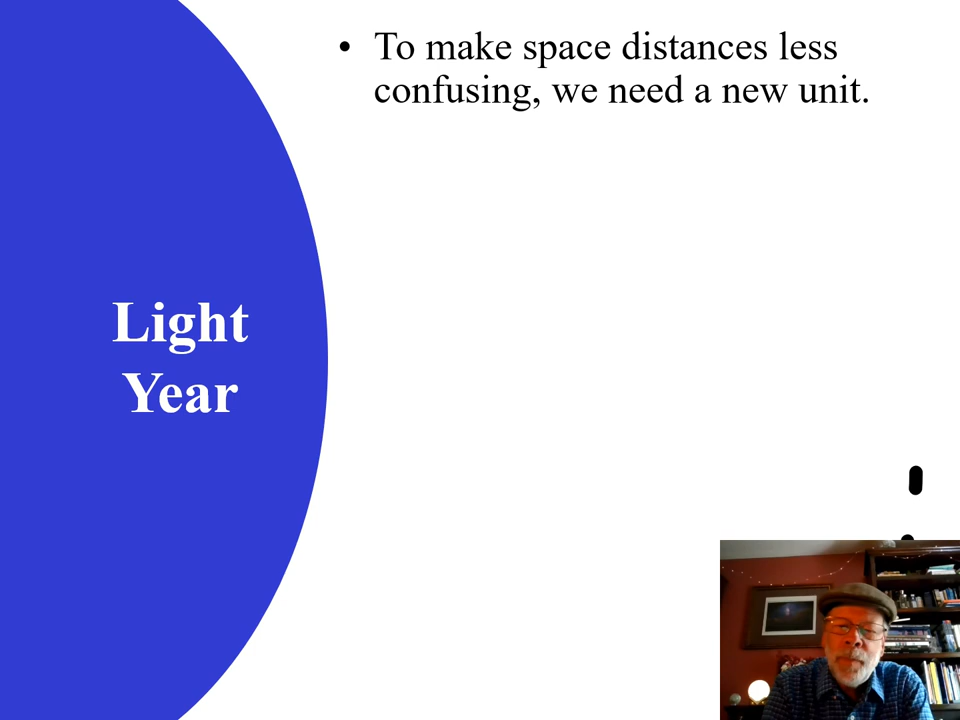 • To make space distances less
confusing, we need a new unit.
Light
Year